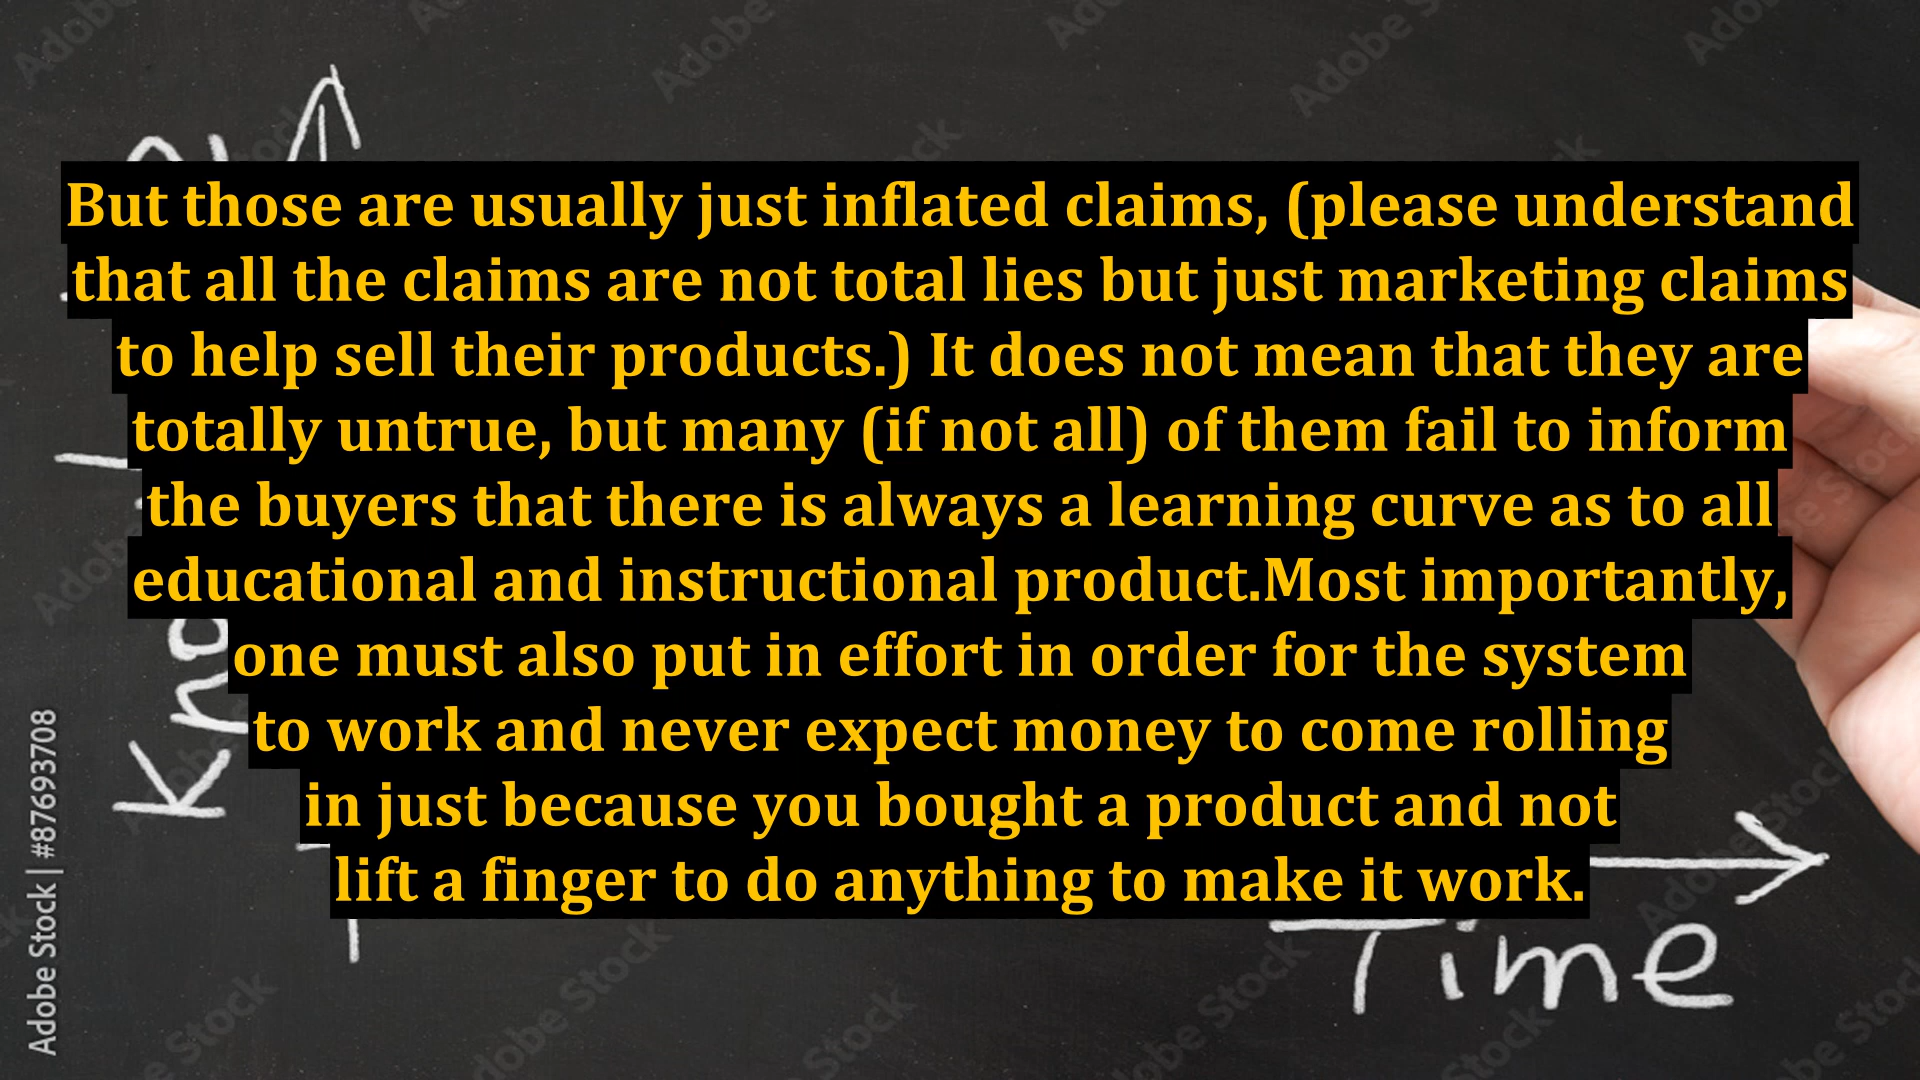 But those are usually just inflated claims, (please understand
that all the claims are not total lies but just marketing claims
to help sell their products.) It does not mean that they are
totally untrue, but many (if not all) of them fail to inform
the buyers that there is always a learning curve as to all
educational and instructional product.Most importantly,
one must also put in effort in order for the system
to work and never expect money to come rolling
in just because you bought a product and not
lift a finger to do anything to make it work.
Time
Adobe Stock | #87693708
Adobe Stock